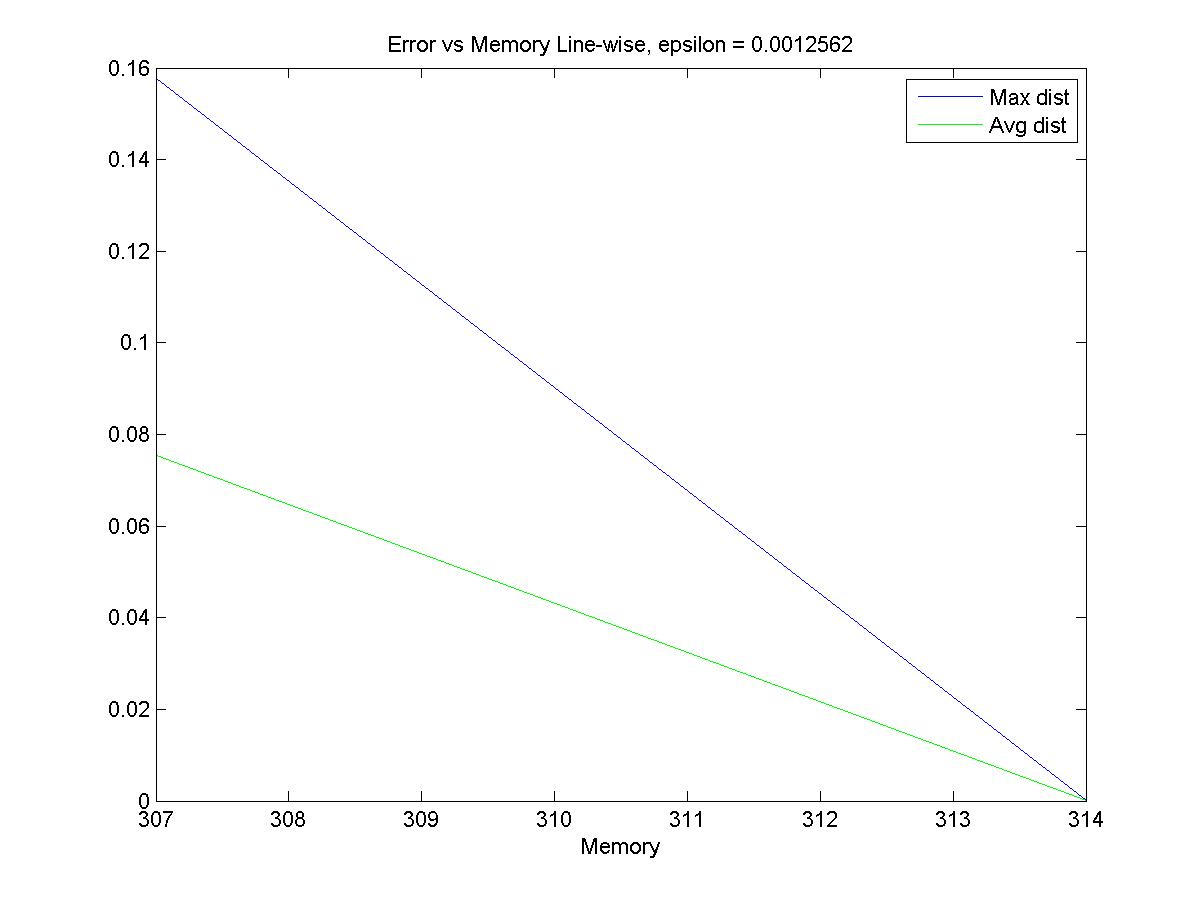 Error vs Memory Line-wise, epsilon = 0.0012562
Max dist
Avg dist
0.16
0.14
0.12
0.1
0.08
0.06
0.04
0.02
0
307 308 309 310 311 312 313 314
Memory